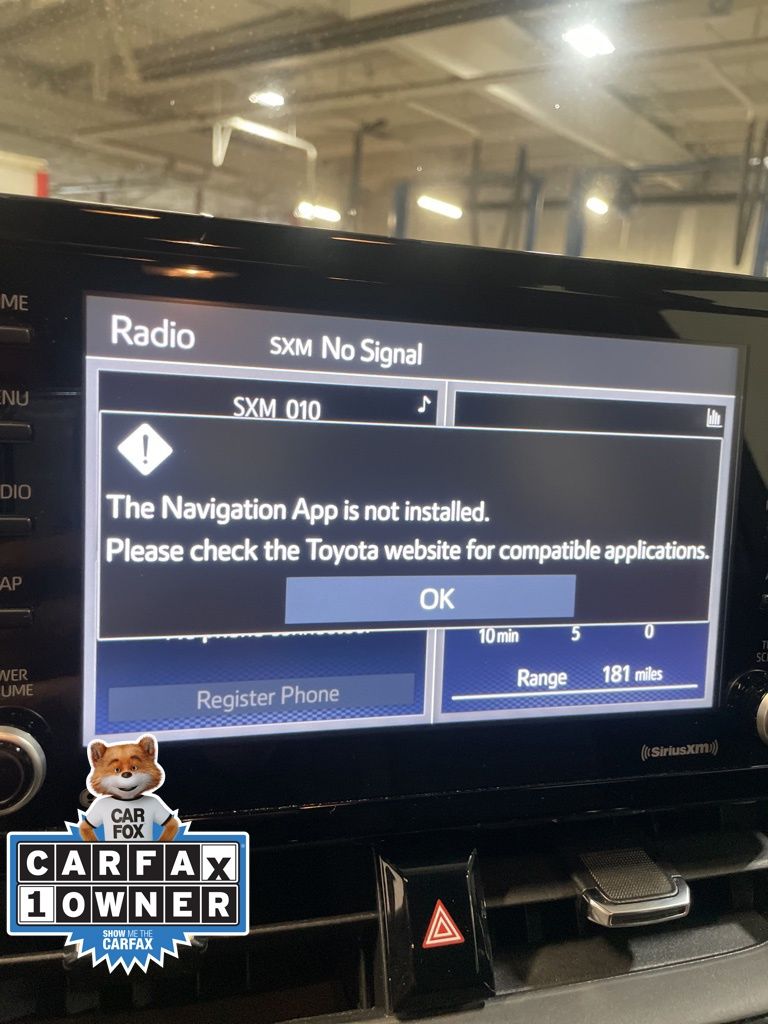 Radio
SXM No Signal
SXM 010
The Navigation App is not installed.
Please check the Toyota website for compatible applications.
OK
10 min 5 0
Range 181 miles
Register Phone
ME
NU
DIO
AP
WER
UME
((SiriusXM))
CAR
FOX
CARFAX
1 OWNER
SHOW ME THE
CARFAX